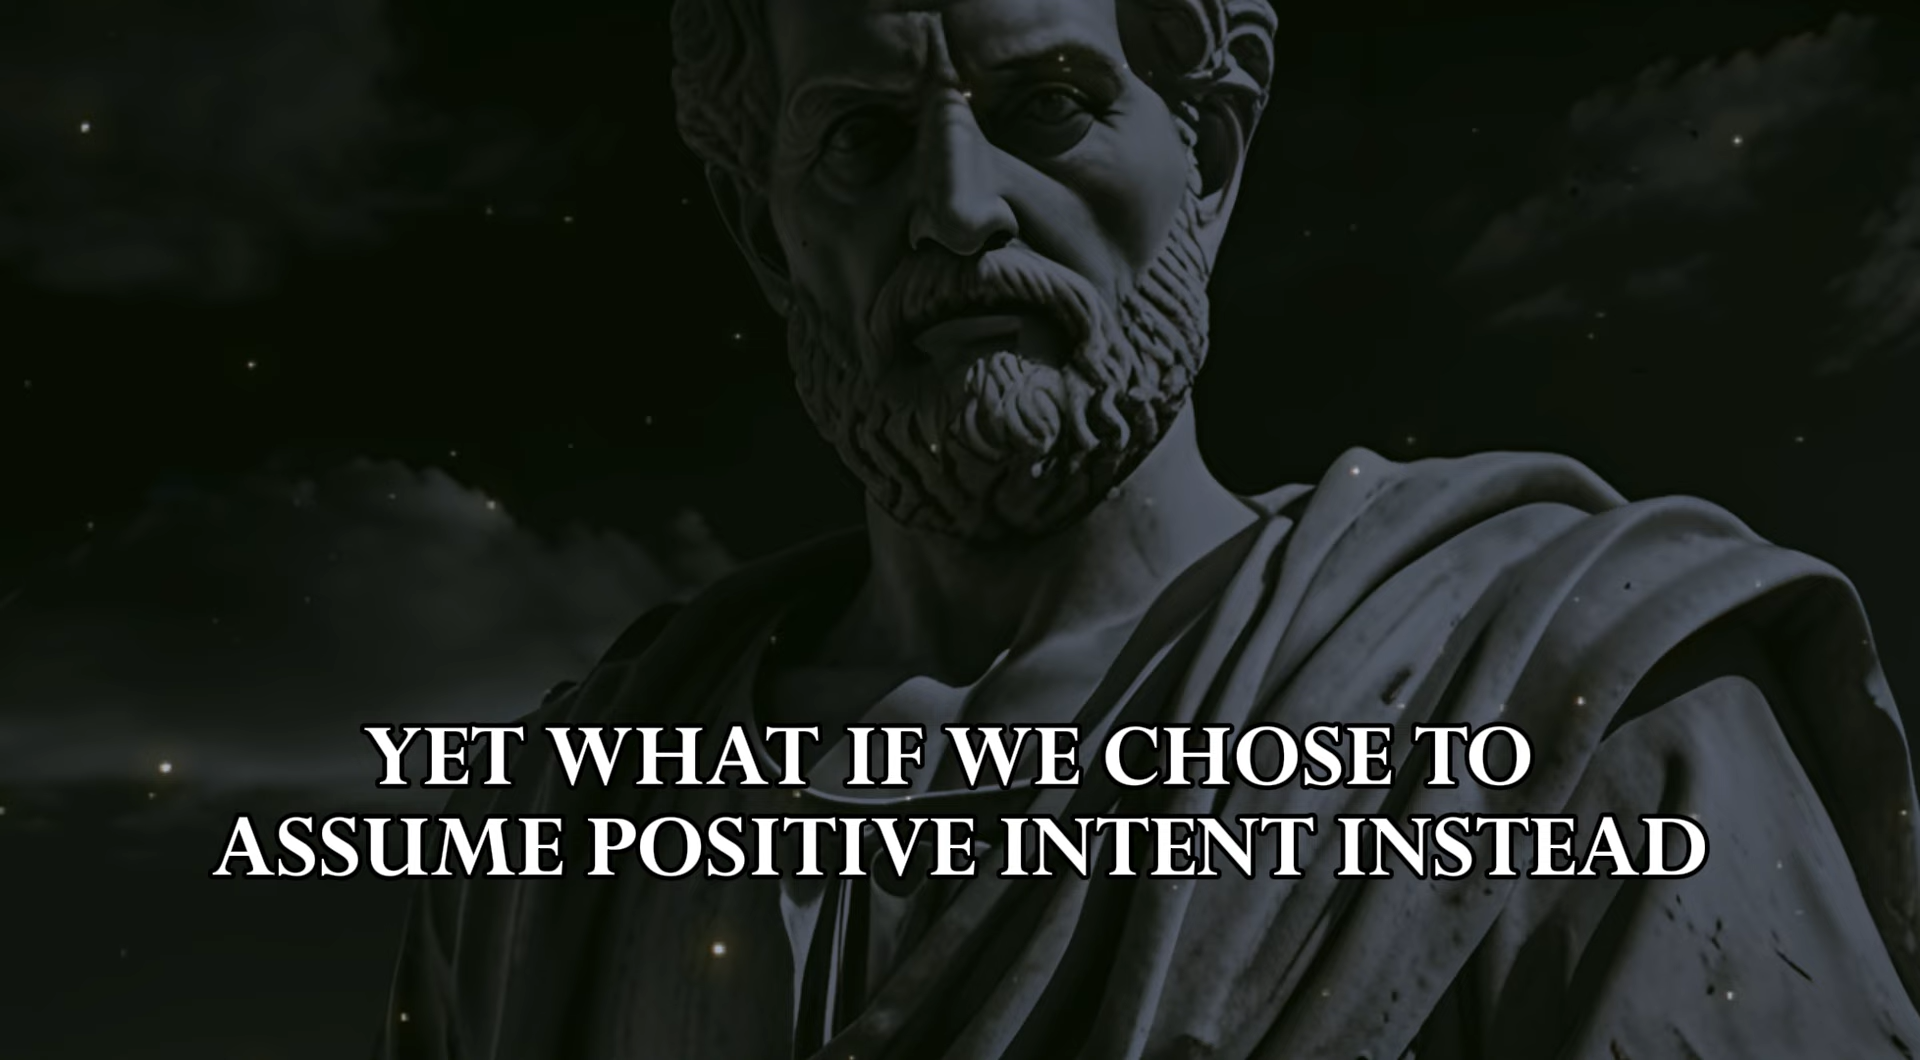 YET WHAT IF WE CHOSE TO
ASSUME POSITIVE INTENT INSTEAD